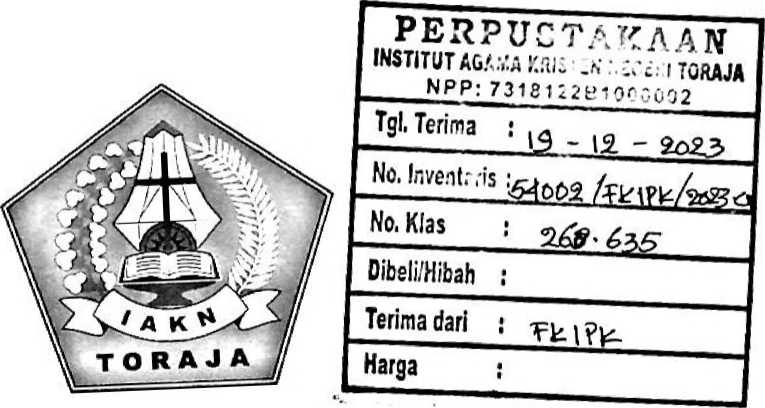 IAKN
TORAJA
PERPUSTAKAAN
INSTITUT AGAMA KRISTEN NEGERI TORAJA
NPP: 7318122B1000002
Tgl. Terima : 19 - 12 - 2023
No. Inventaris : 54002 /FKIPK/2023
No. Klas : 268.635
Dibeli/Hibah :
Terima dari : FKIPK
Harga :